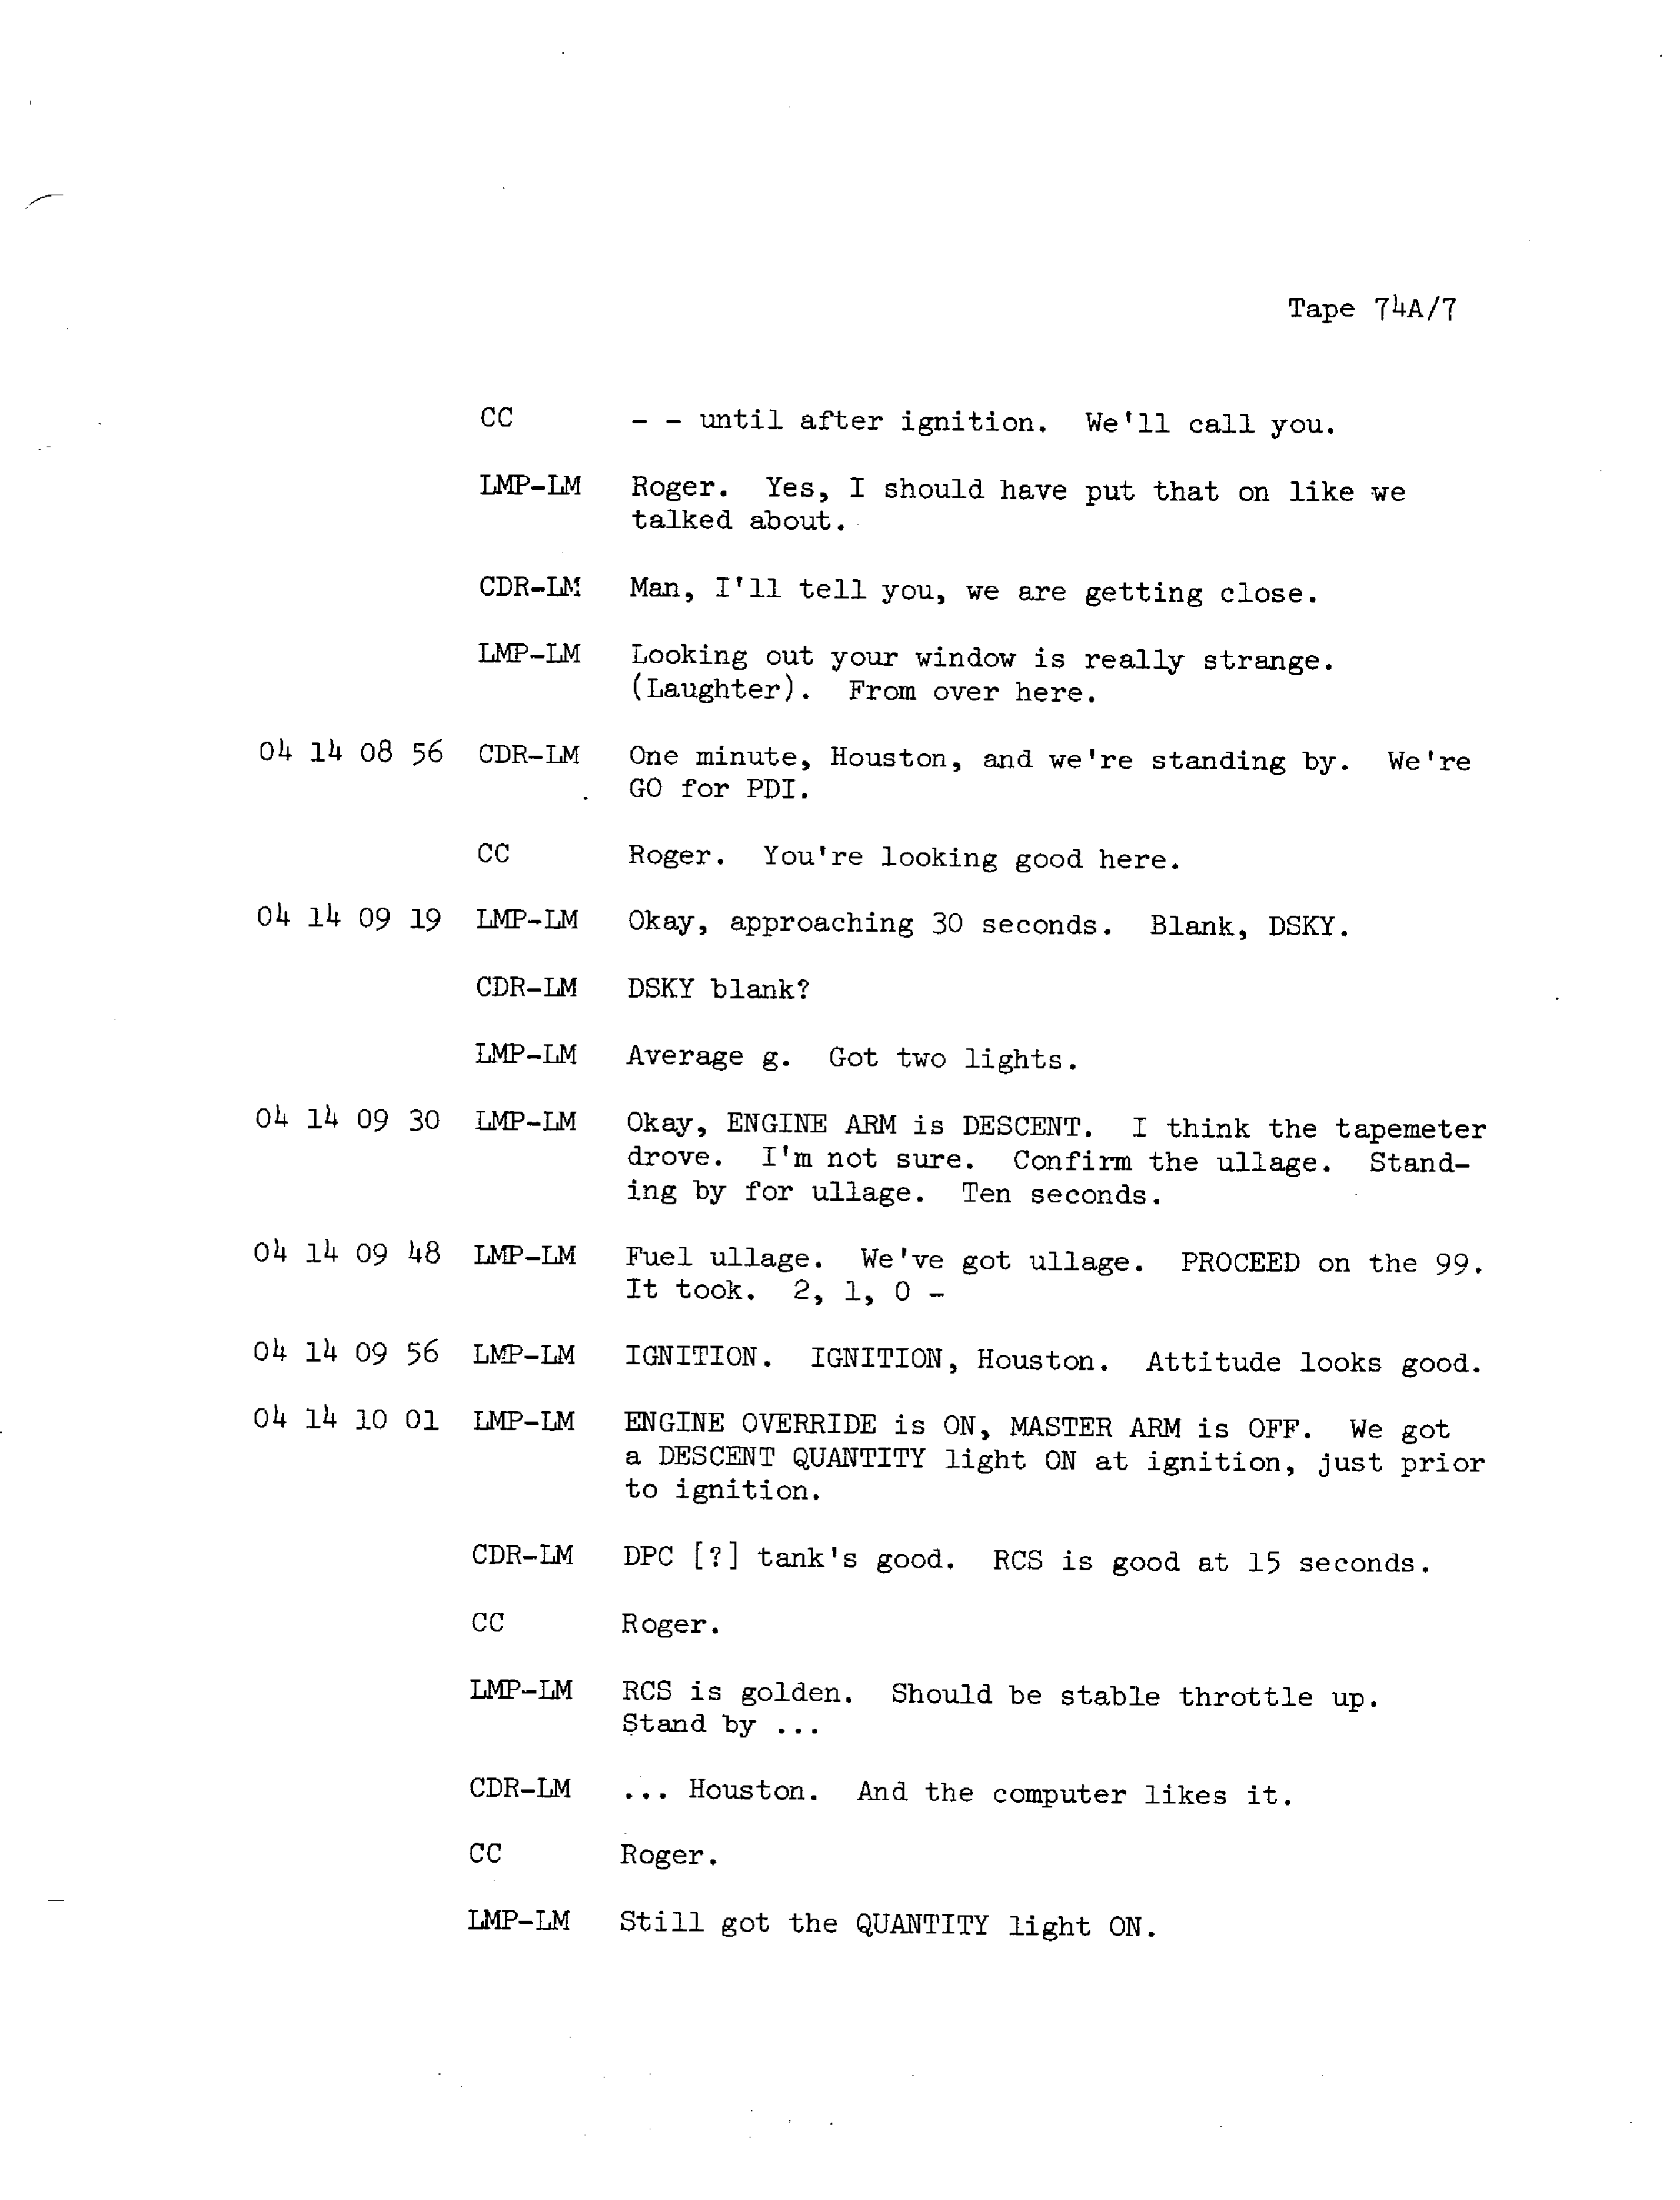 Tape 74A/7
CC - - until after ignition. We'll call you.
LMP-LM Roger. Yes, I should have put that on like we
talked about.
CDR-LM Man, I'll tell you, we are getting close.
LMP-LM Looking out your window is really strange.
(Laughter). From over here.
04 14 08 56 CDR-LM One minute, Houston, and we're standing by. We're
GO for PDI.
CC Roger. You're looking good here.
04 14 09 19 LMP-LM Okay, approaching 30 seconds. Blank, DSKY.
CDR-LM DSKY blank?
LMP-LM Average g. Got two lights.
04 14 09 30 LMP-LM Okay, ENGINE ARM is DESCENT. I think the tapemeter
drove. I'm not sure. Confirm the ullage. Stand-
ing by for ullage. Ten seconds.
04 14 09 48 LMP-LM Fuel ullage. We've got ullage. PROCEED on the 99.
It took. 2, 1, 0 -
04 14 09 56 LMP-LM IGNITION. IGNITION, Houston. Attitude looks good.
04 14 10 01 LMP-LM ENGINE OVERRIDE is ON, MASTER ARM is OFF. We got
a DESCENT QUANTITY light ON at ignition, just prior
to ignition.
CDR-LM DPC [?] tank's good. RCS is good at 15 seconds.
CC Roger.
LMP-LM RCS is golden. Should be stable throttle up.
Stand by ...
CDR-LM ... Houston. And the computer likes it.
CC Roger.
LMP-LM Still got the QUANTITY light ON.